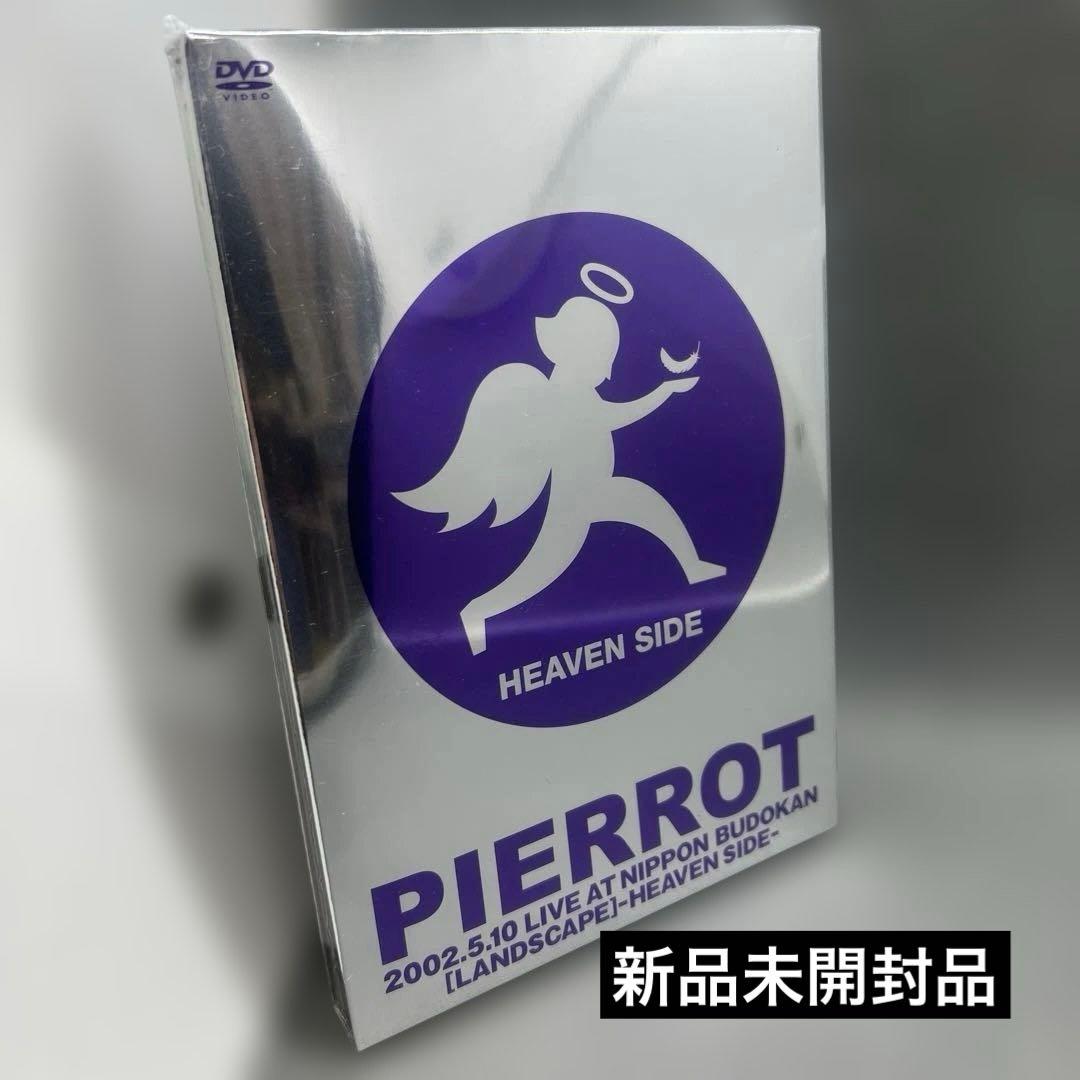 DVD
VIDEO
HEAVEN SIDE
PIERROT
2002.5.10 LIVE AT NIPPON BUDOKAN
[LANDSCAPE]-HEAVEN SIDE-
新品未開封品